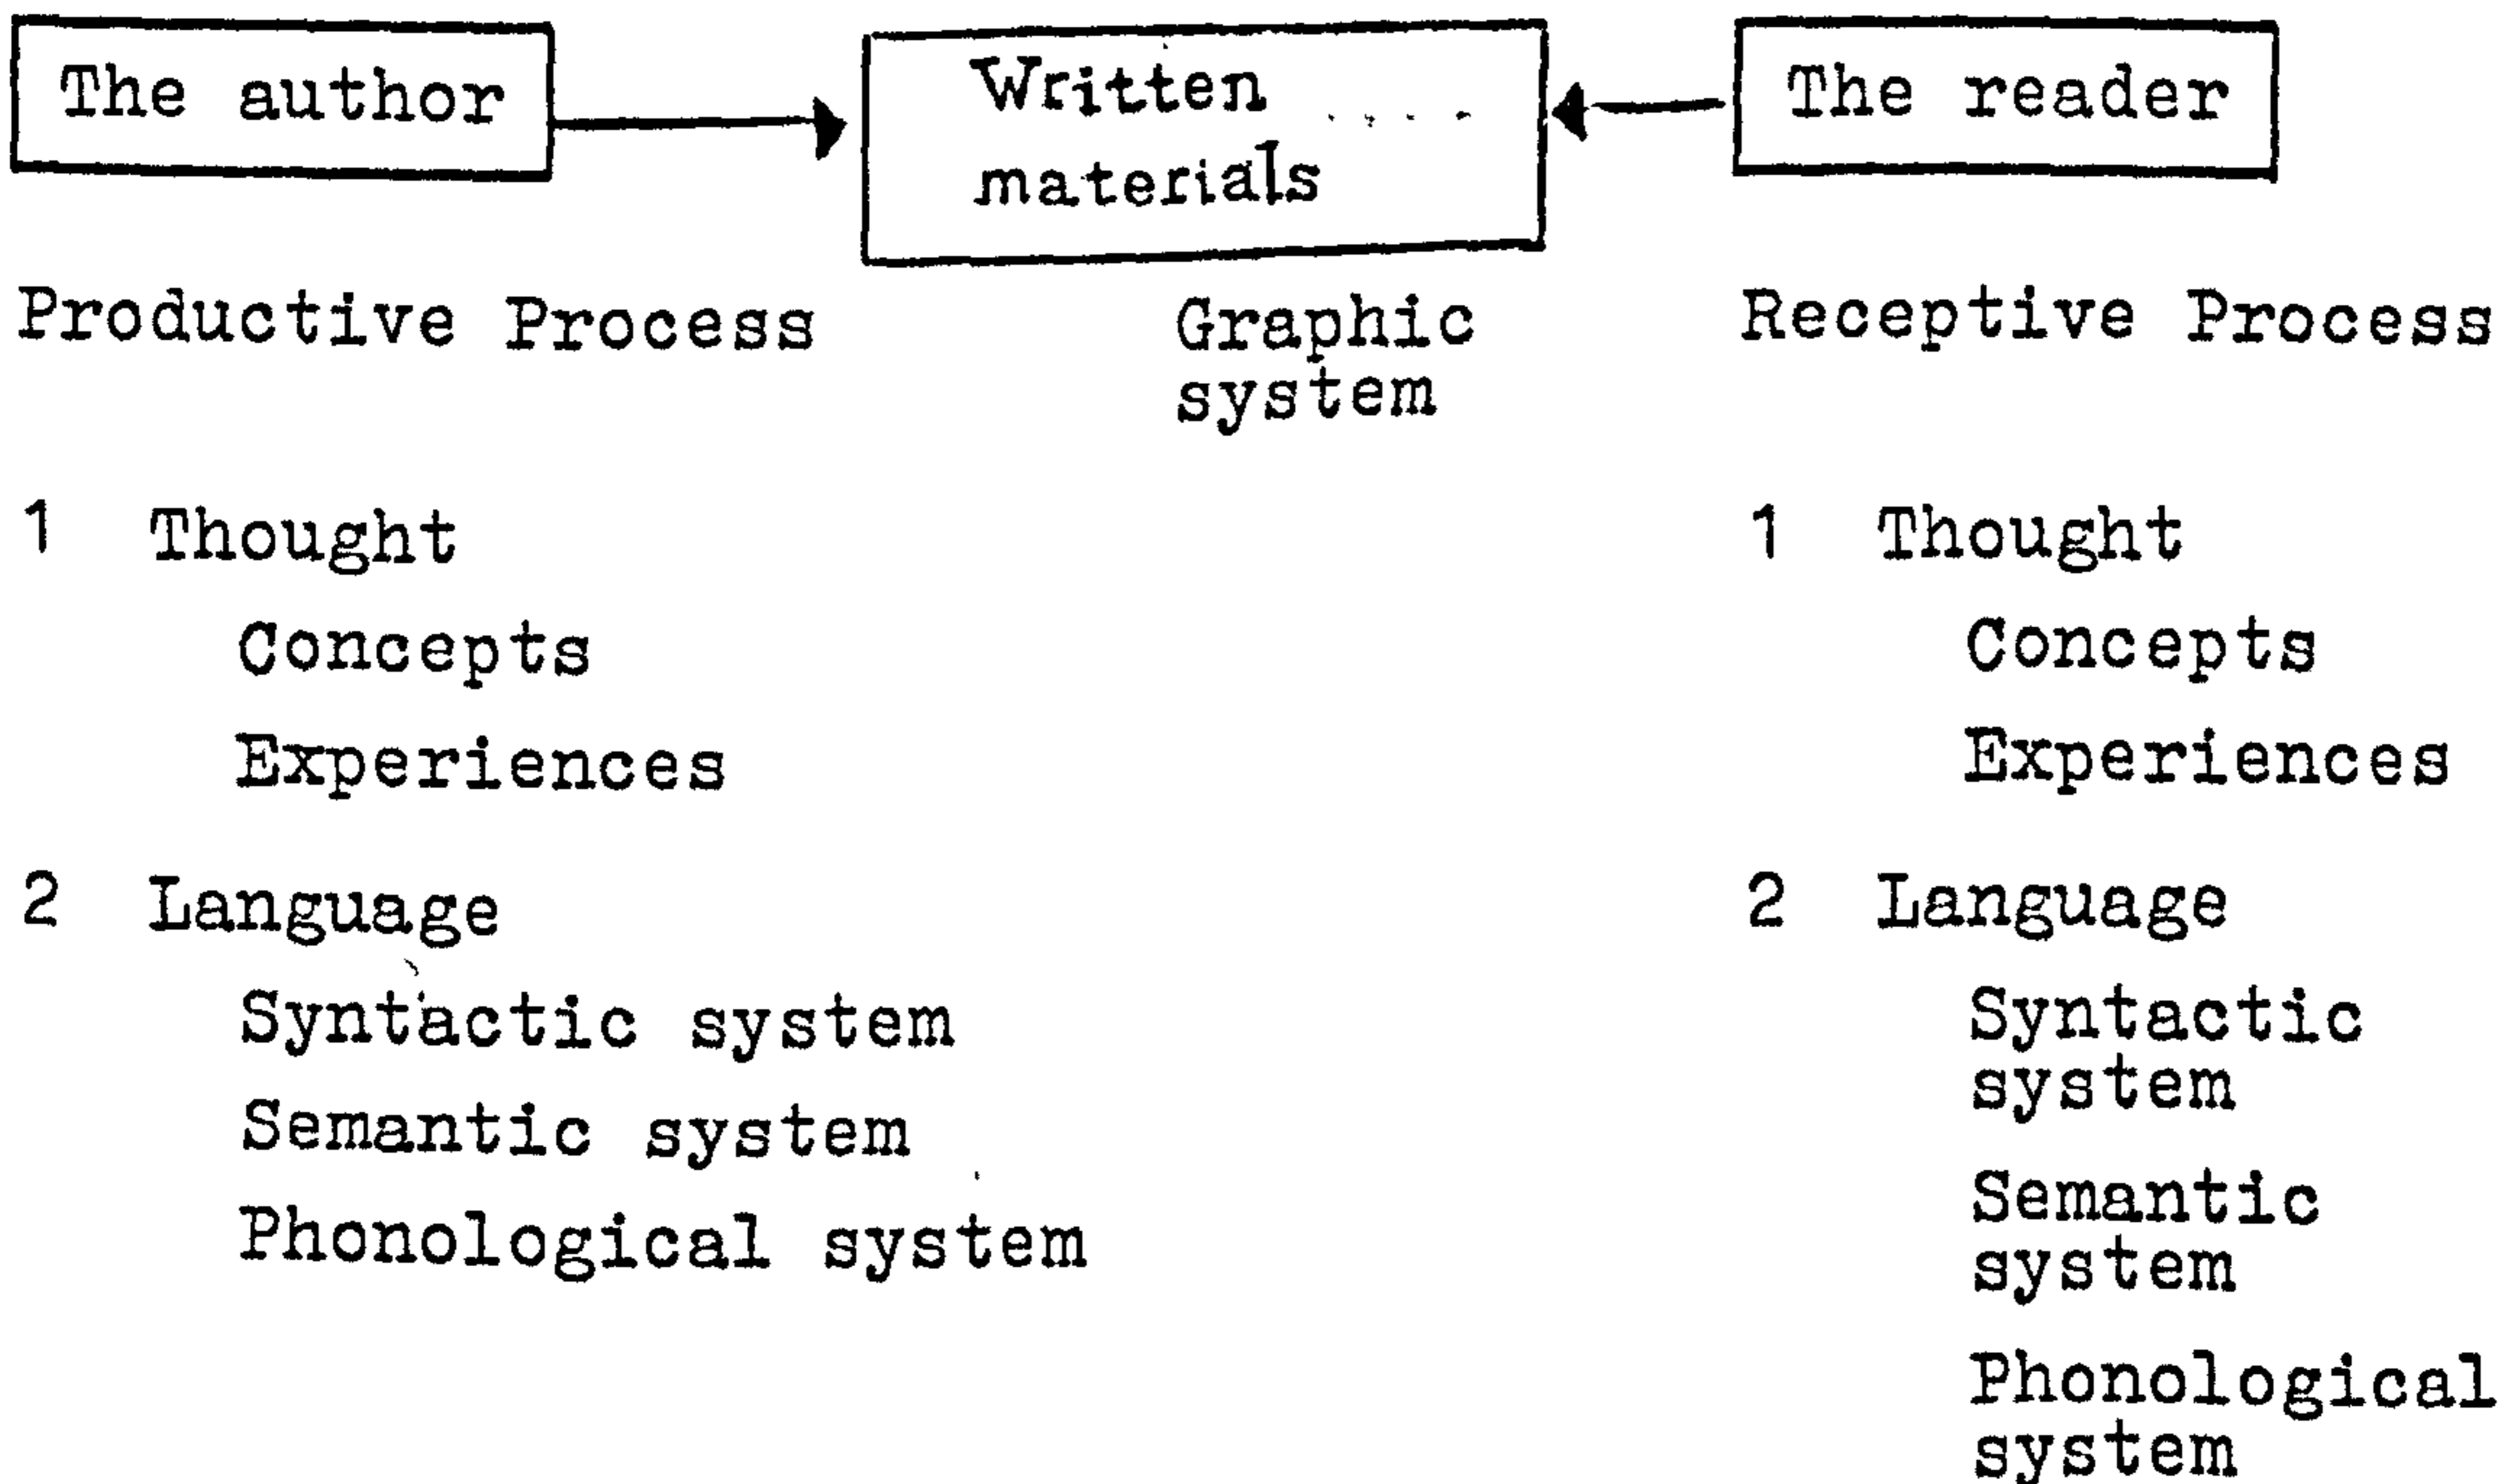 The author
Written
materials
The reader
Productive Process
Graphic
system
Receptive Process
1 Thought
Concepts
Experiences
2 Language
Syntactic system
Semantic system
Phonological system
1 Thought
Concepts
Experiences
2 Language
Syntactic
system
Semantic
system
Phonological
system